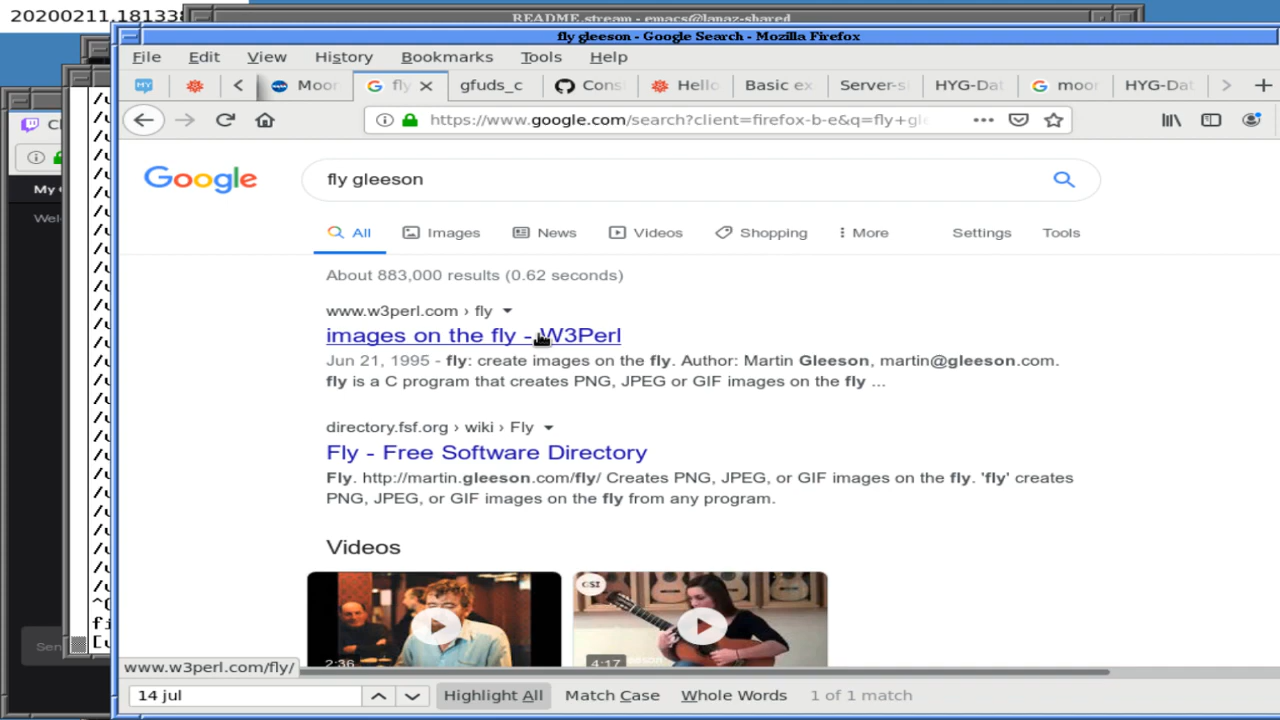 20200211.181338
README.stream - emacs@lanaz-shared
fly gleeson - Google Search - Mozilla Firefox
File Edit View History Bookmarks Tools Help
Moor fly gfuds_c Cons Hello Basic ex Server-si HYG-Dat moor HYG-Dat
https://www.google.com/search?client=firefox-b-e&q=fly+gle
My
Wel
Google
fly gleeson
All Images News Videos Shopping More Settings Tools
About 883,000 results (0.62 seconds)
www.w3perl.com › fly
images on the fly - W3Perl
Jun 21, 1995 - fly: create images on the fly. Author: Martin Gleeson, martin@gleeson.com.
fly is a C program that creates PNG, JPEG or GIF images on the fly ...
directory.fsf.org › wiki › Fly
Fly - Free Software Directory
Fly. http://martin.gleeson.com/fly/ Creates PNG, JPEG, or GIF images on the fly. 'fly' creates
PNG, JPEG, or GIF images on the fly from any program.
Videos
GSI
2:36
4:17
Sen
www.w3perl.com/fly/
14 jul Highlight All Match Case Whole Words 1 of 1 match